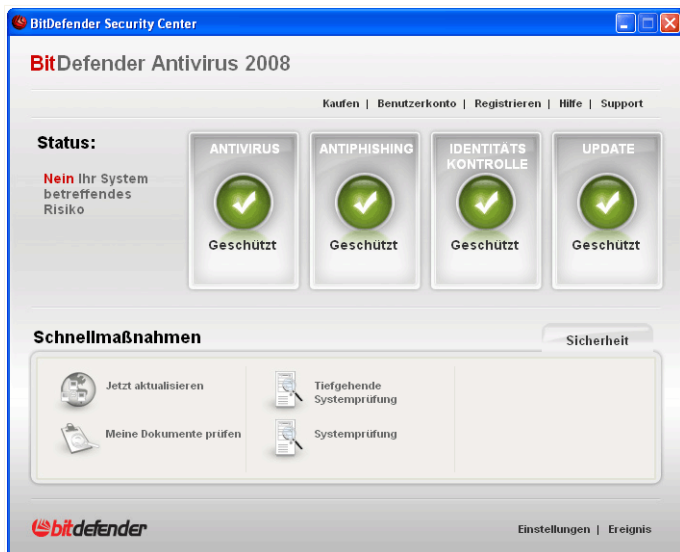 BitDefender Security Center
BitDefender Antivirus 2008
Kaufen | Benutzerkonto | Registrieren | Hilfe | Support
Status:
Nein Ihr System
betreffendes
Risiko
ANTIVIRUS
Geschützt
ANTIPHISHING
Geschützt
IDENTITÄTS
KONTROLLE
Geschützt
UPDATE
Geschützt
Schnellmaßnahmen
Sicherheit
Jetzt aktualisieren
Tiefgehende
Systemprüfung
Meine Dokumente prüfen
Systemprüfung
bitdefender
Einstellungen | Ereignis